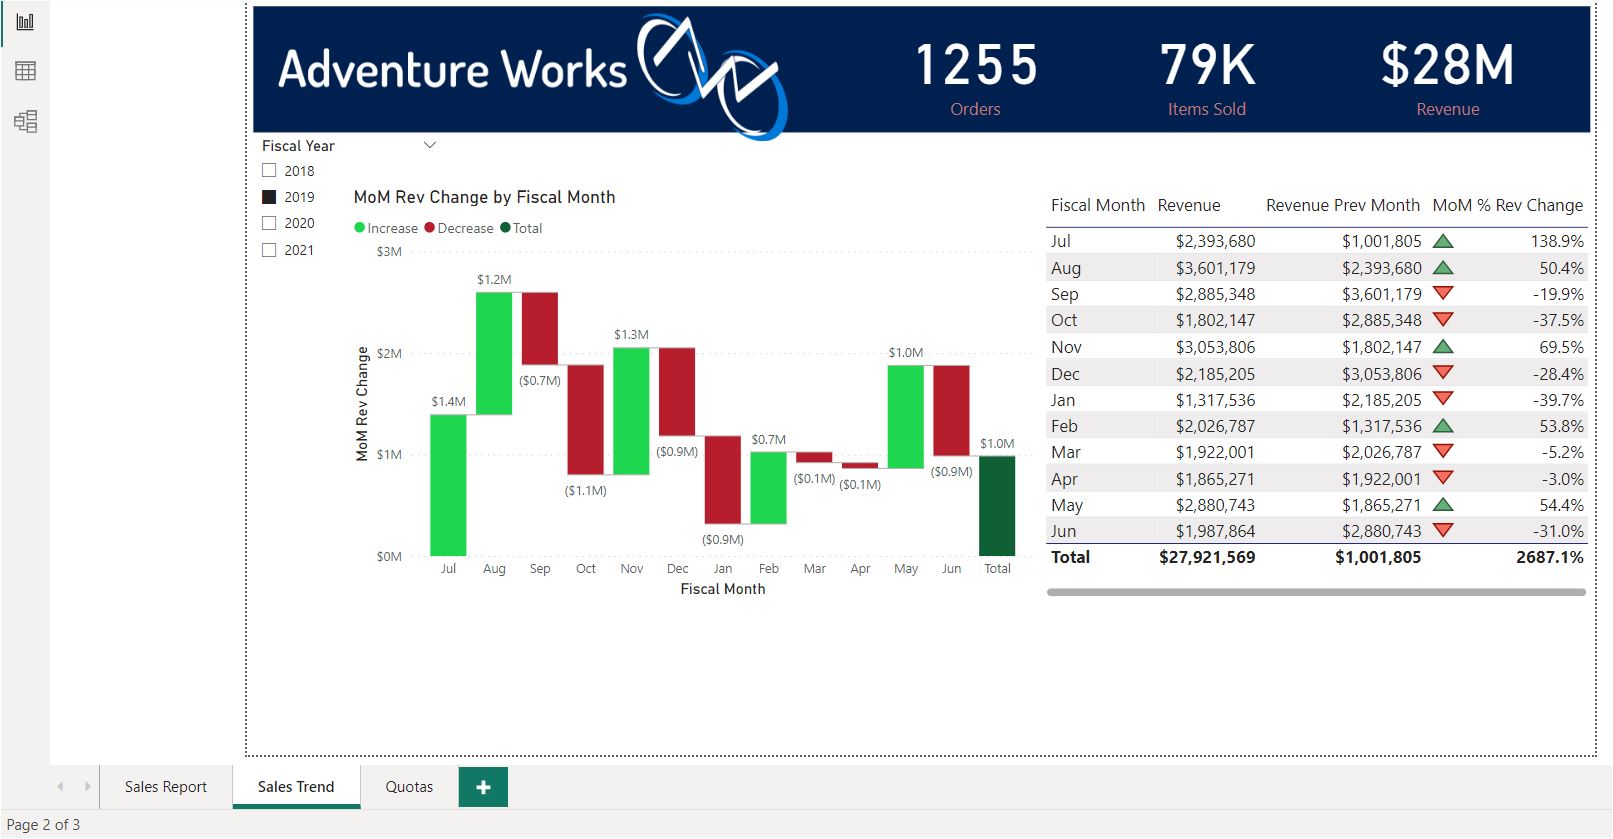 Adventure Works
1255
Orders
79K
Items Sold
$28M
Revenue
Fiscal Year
2018
2019
2020
2021
MoM Rev Change by Fiscal Month
Increase Decrease Total
MoM Rev Change
$3M
$2M
$1M
$0M
$1.4M
$1.2M
($0.7M)
($1.1M)
$1.3M
($0.9M)
($0.9M)
$0.7M
($0.1M)
($0.1M)
$1.0M
($0.9M)
$1.0M
Jul Aug Sep Oct Nov Dec Jan Feb Mar Apr May Jun Total
Fiscal Month
Fiscal Month Revenue Revenue Prev Month MoM % Rev Change
Jul $2,393,680 $1,001,805 138.9%
Aug $3,601,179 $2,393,680 50.4%
Sep $2,885,348 $3,601,179 -19.9%
Oct $1,802,147 $2,885,348 -37.5%
Nov $3,053,806 $1,802,147 69.5%
Dec $2,185,205 $3,053,806 -28.4%
Jan $1,317,536 $2,185,205 -39.7%
Feb $2,026,787 $1,317,536 53.8%
Mar $1,922,001 $2,026,787 -5.2%
Apr $1,865,271 $1,922,001 -3.0%
May $2,880,743 $1,865,271 54.4%
Jun $1,987,864 $2,880,743 -31.0%
Total $27,921,569 $1,001,805 2687.1%
Sales Report Sales Trend Quotas +
Page 2 of 3